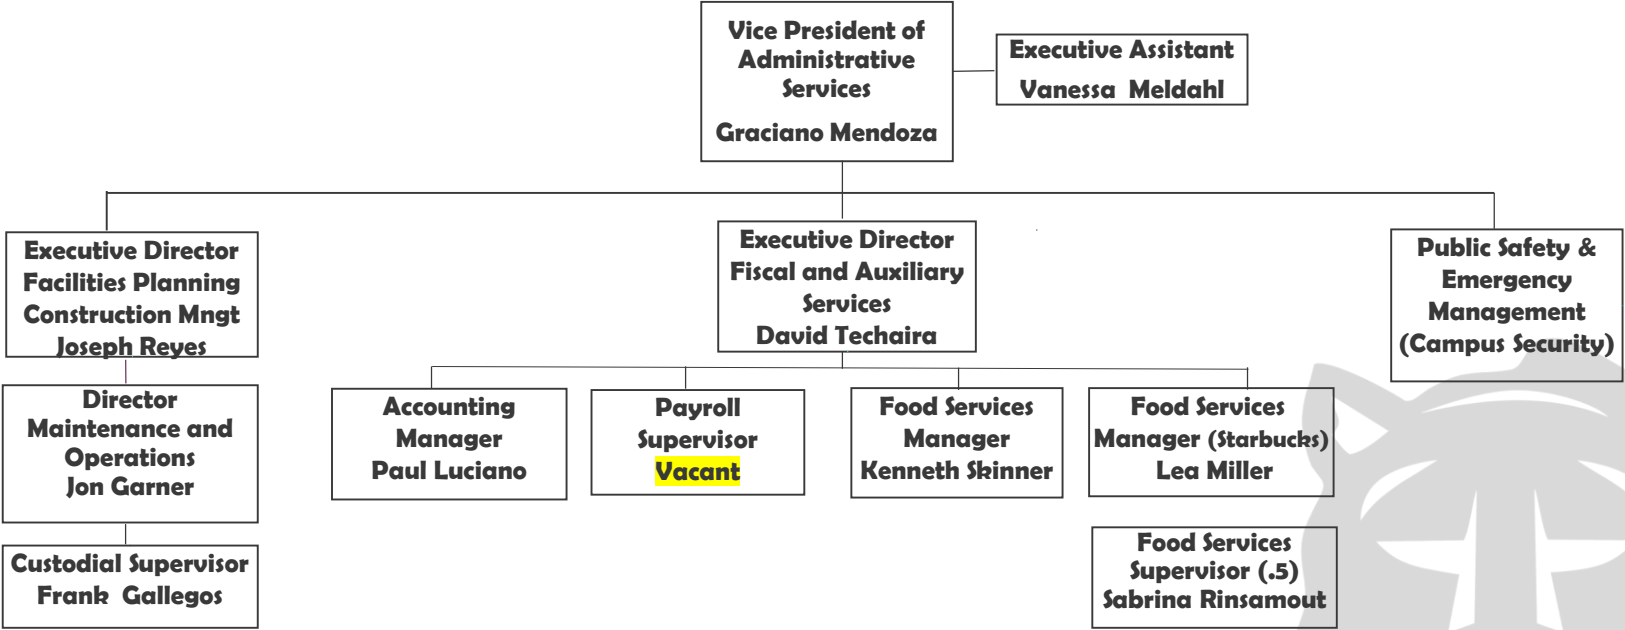 Vice President of
Administrative
Services
Graciano Mendoza
Executive Assistant
Vanessa Meldahl
Executive Director
Facilities Planning
Construction Mngt
Joseph Reyes
Executive Director
Fiscal and Auxiliary
Services
David Techaira
Public Safety &
Emergency
Management
(Campus Security)
Director
Maintenance and
Operations
Jon Garner
Accounting
Manager
Paul Luciano
Payroll
Supervisor
Vacant
Food Services
Manager
Kenneth Skinner
Food Services
Manager (Starbucks)
Lea Miller
Custodial Supervisor
Frank Gallegos
Food Services
Supervisor (.5)
Sabrina Rinsamout